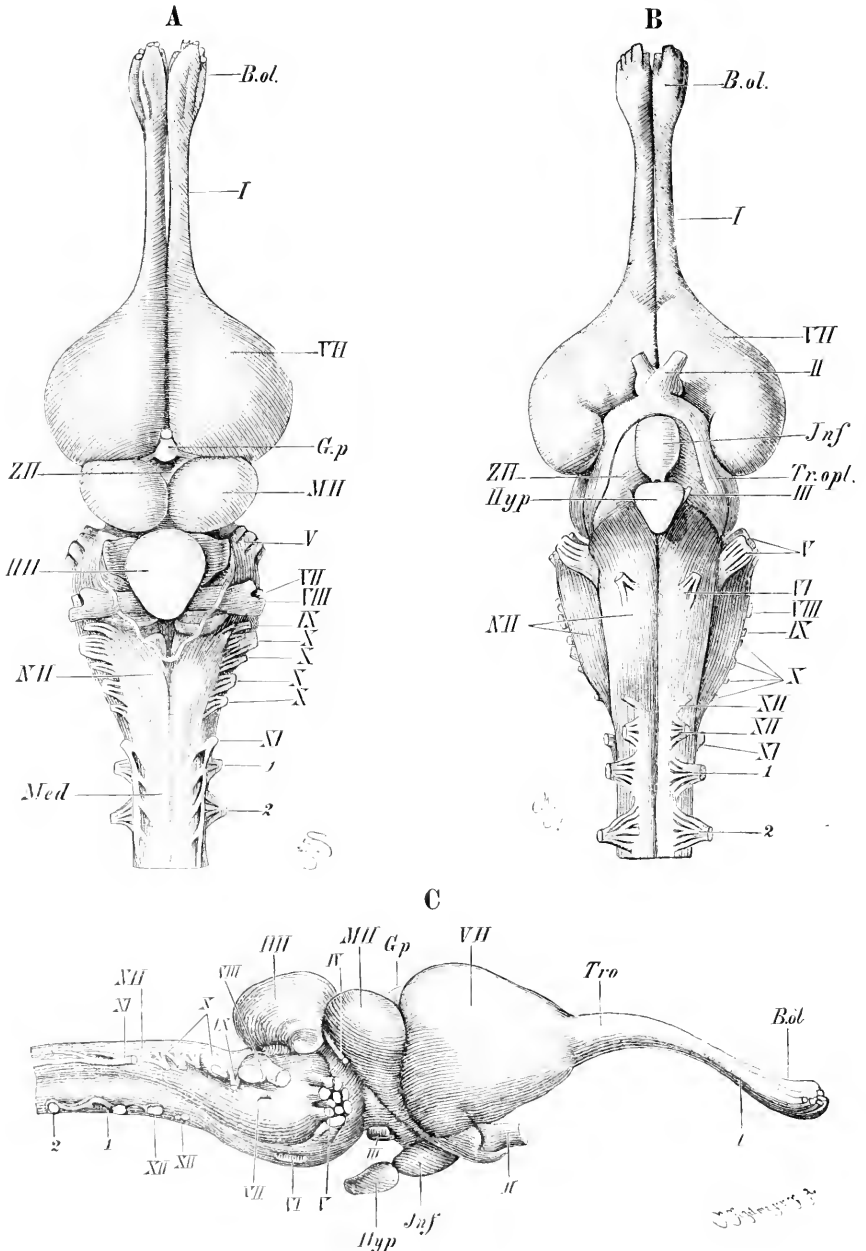 A
B.ol.
I
VH
G.p
ZH
MH
V
HH
VII
VIII
IX
X
X
NH
X
X
XI
1
Med
2
B
B.ol.
I
VH
II
Jnf
ZH
Tr.opt.
Hyp
III
V
VI
VIII
NH
IX
X
XII
XII
XI
1
2
C
HH
MH
Gp
VH
IV
VIII
Tro
NH
X
XI
IX
B.ol
2
1
XII
XII
VII
VI
V
III
Hyp
Jnf
II
I